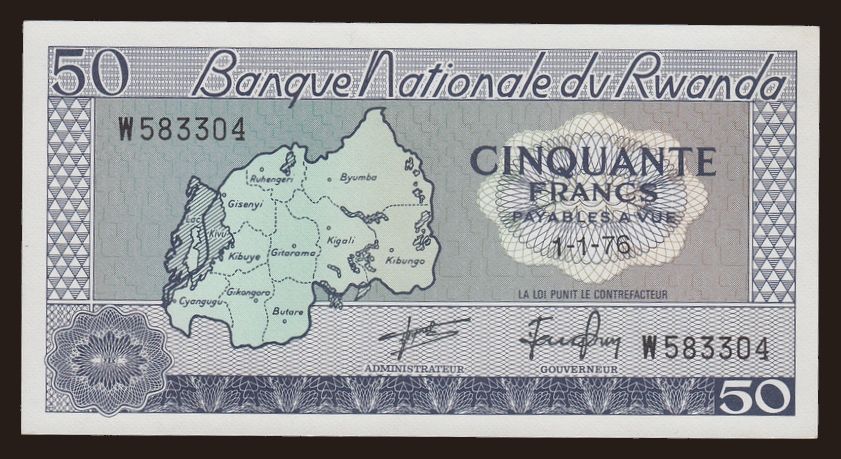 50 Banque Nationale du Rwanda
W583304
CINQUANTE
FRANCS
PAYABLES A VUE
1-1-76
LA LOI PUNIT LE CONTREFACTEUR
Ruhengeri
Byumba
Gisenyi
Lac
Kivu
Kigali
Kibuye
Gitarama
Kibungo
Gikongoro
Cyangugu
Butare
W583304
ADMINISTRATEUR
GOUVERNEUR
50